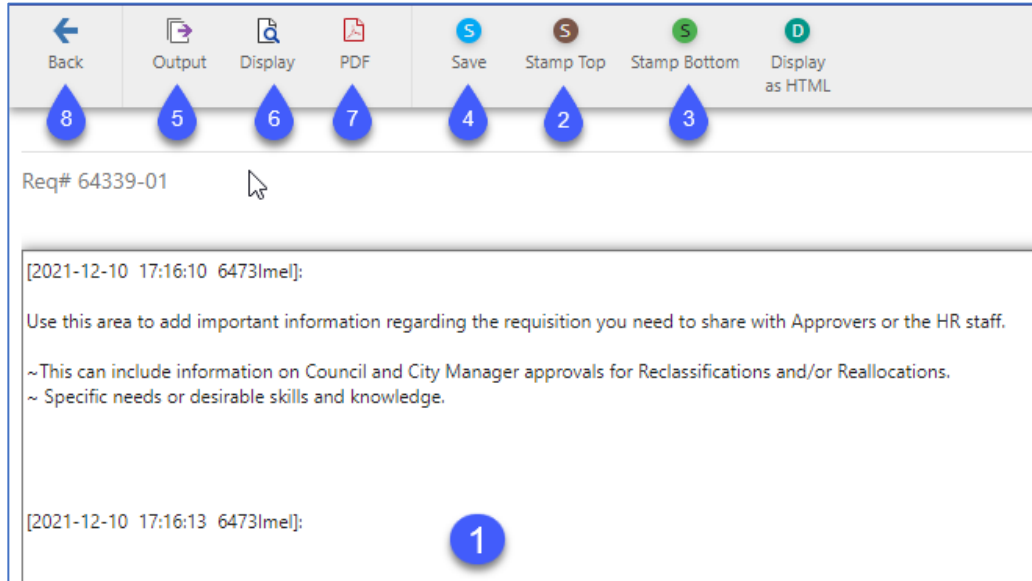 Back Output Display PDF Save Stamp Top Stamp Bottom Display
as HTML
8 5 6 7 4 2 3
Req# 64339-01
[2021-12-10 17:16:10 6473lmel]:
Use this area to add important information regarding the requisition you need to share with Approvers or the HR staff.
~This can include information on Council and City Manager approvals for Reclassifications and/or Reallocations.
~ Specific needs or desirable skills and knowledge.
[2021-12-10 17:16:13 6473lmel]:
1